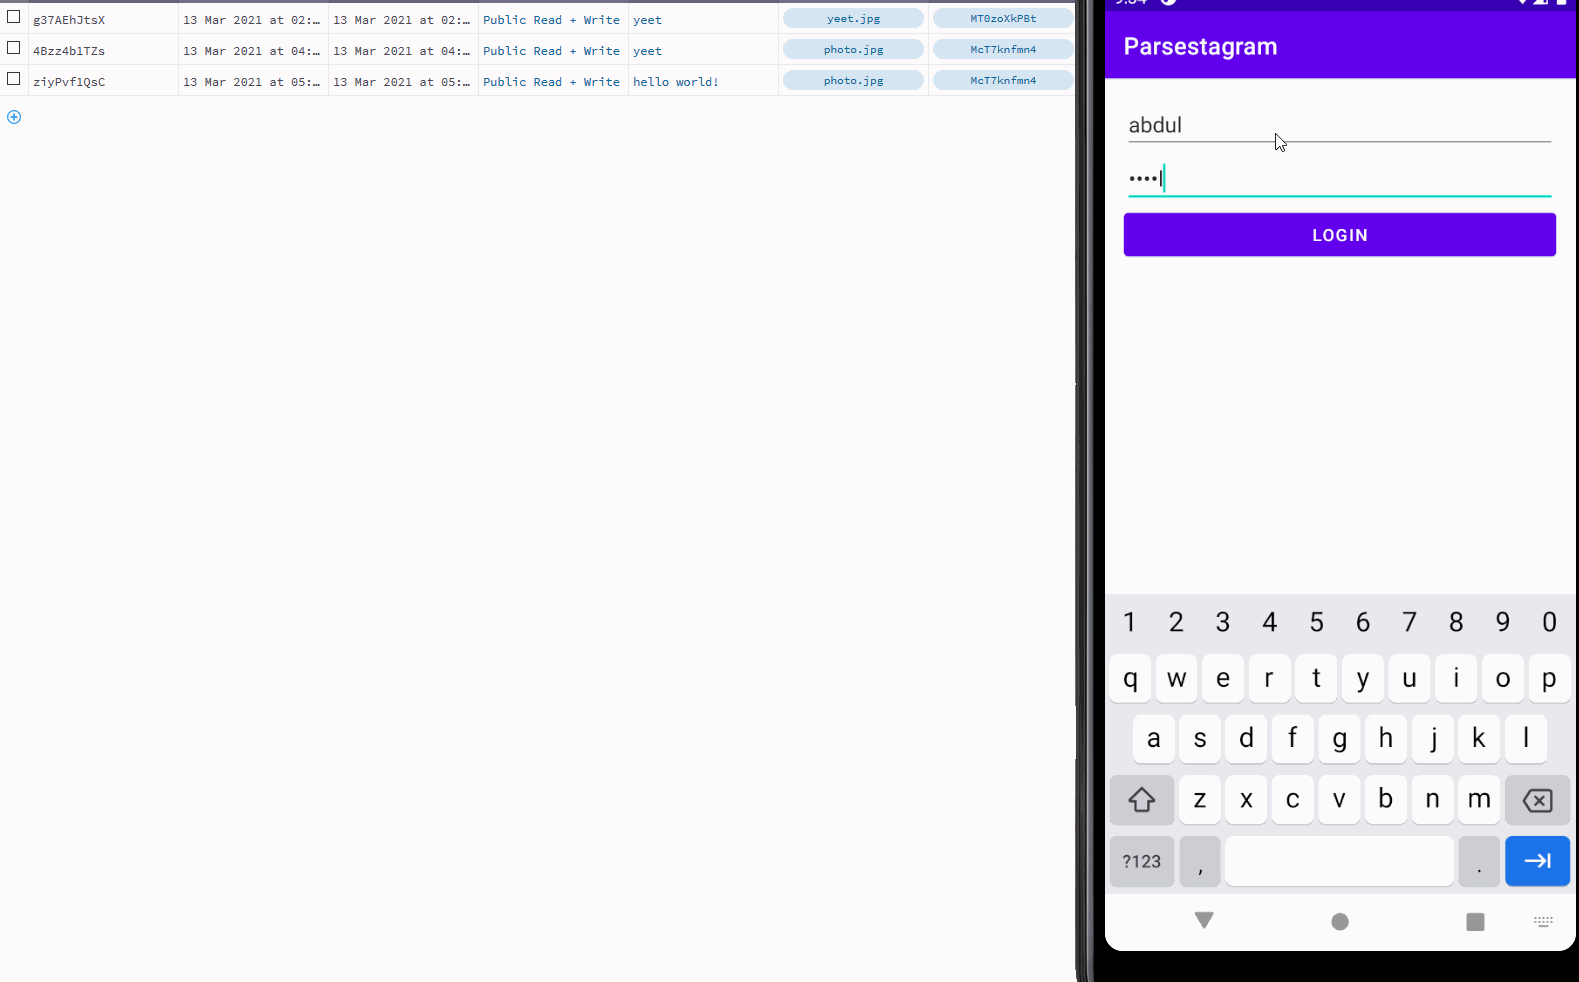 g37AEhJtsX 13 Mar 2021 at 02:… 13 Mar 2021 at 02:… Public Read + Write yeet yeet.jpg MT0zoXkPBt
4Bzz4b1TZs 13 Mar 2021 at 04:… 13 Mar 2021 at 04:… Public Read + Write yeet photo.jpg McT7knfmn4
ziyPvf1QsC 13 Mar 2021 at 05:… 13 Mar 2021 at 05:… Public Read + Write hello world! photo.jpg McT7knfmn4
Parsestagram
abdul
••••l
LOGIN
1 2 3 4 5 6 7 8 9 0
q w e r t y u i o p
a s d f g h j k l
z x c v b n m
?123 , .